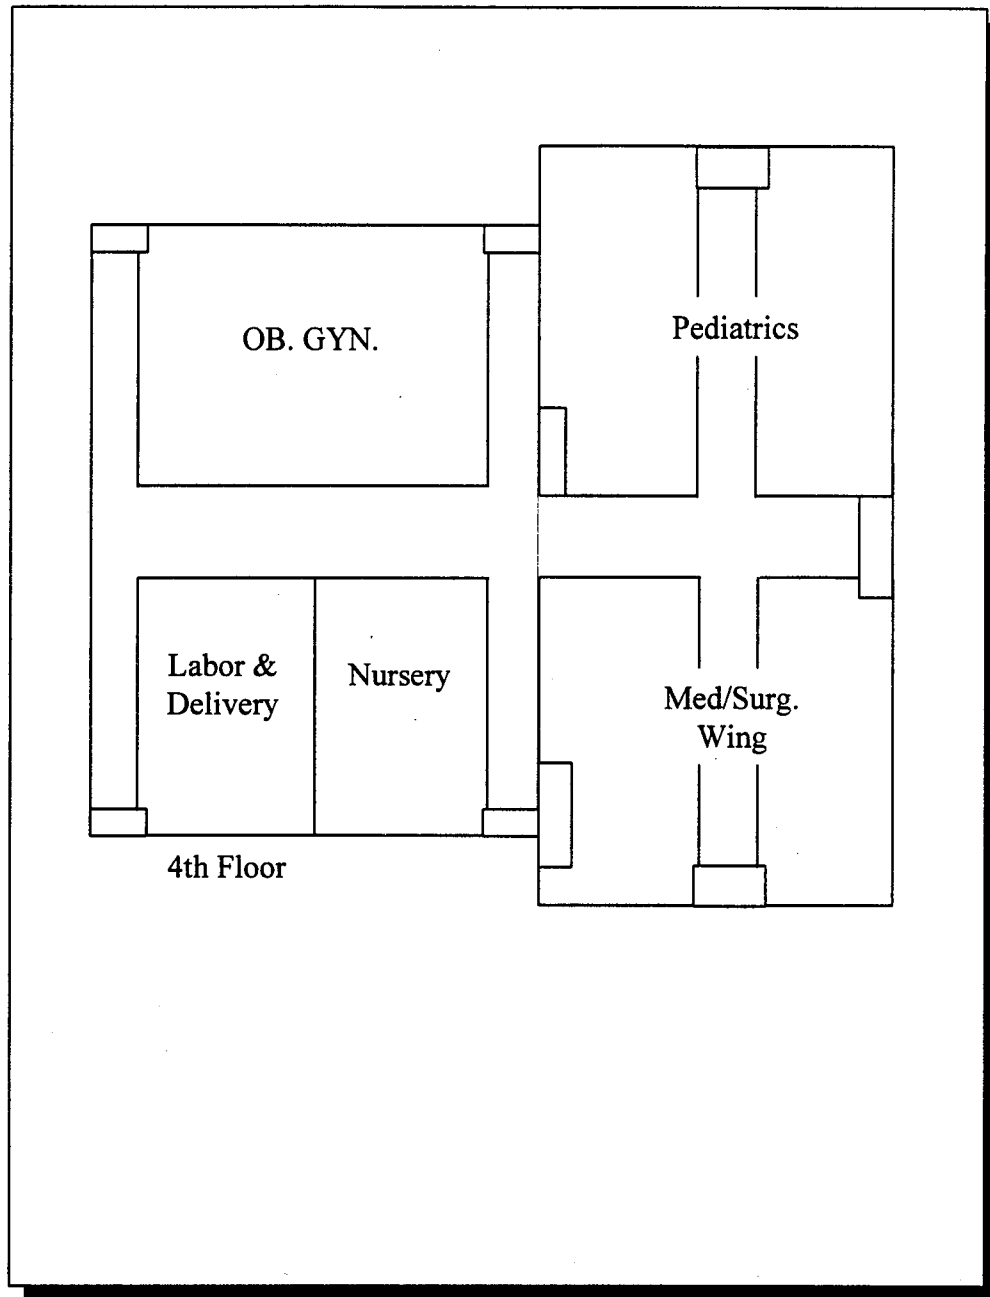 OB. GYN.
Pediatrics
Labor &
Delivery
Nursery
Med/Surg.
Wing
4th Floor